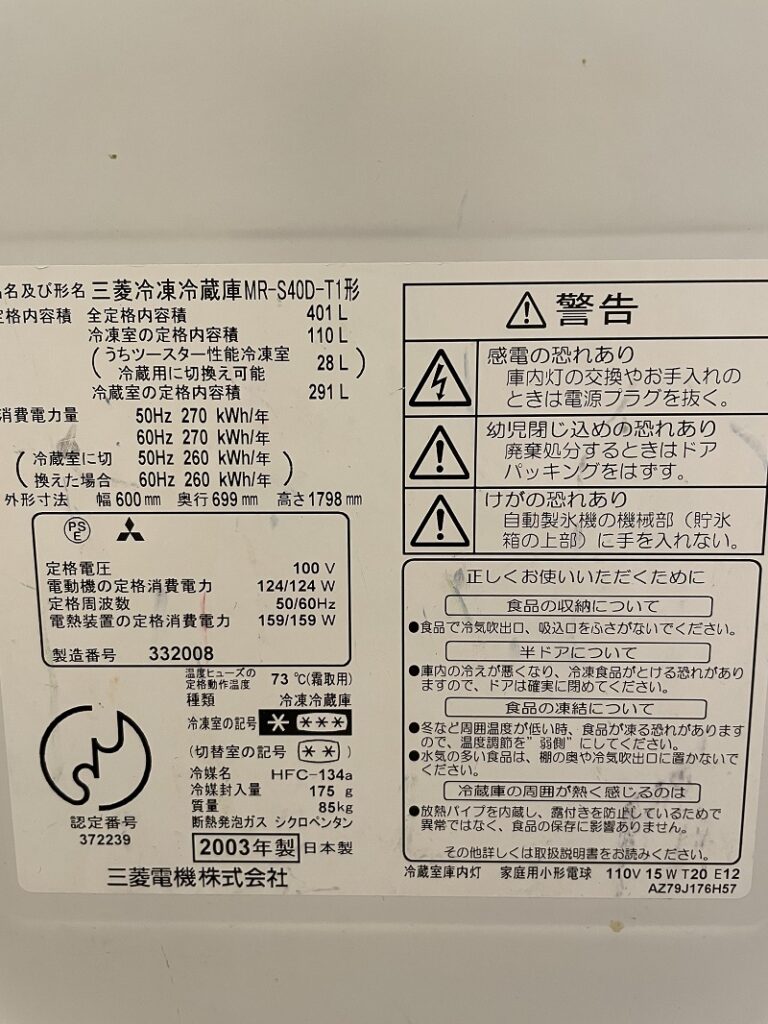 名及び形名 三菱冷凍冷蔵庫MR-S40D-T1形
定格内容積 全定格内容積 401 L
冷凍室の定格内容積 110 L
(うちツースター性能冷凍室 28 L)
冷蔵用に切換え可能
冷蔵室の定格内容積 291 L
消費電力量 50Hz 270 kWh/年
60Hz 270 kWh/年
(冷蔵室に切 50Hz 260 kWh/年
換えた場合 60Hz 260 kWh/年)
外形寸法 幅 600mm 奥行 699mm 高さ 1798mm
PS
E
定格電圧 100 V
電動機の定格消費電力 124/124 W
定格周波数 50/60Hz
電熱装置の定格消費電力 159/159 W
製造番号 332008
温度ヒューズの
定格動作温度 73 ℃(霜取用)
種類 冷凍冷蔵庫
冷凍室の記号 * ***
(切替室の記号 **)
冷媒名 HFC-134a
冷媒封入量 175 g
質量 85kg
断熱発泡ガス シクロペンタン
認定番号
372239
2003年製 日本製
三菱電機株式会社
警告
感電の恐れあり
庫内灯の交換やお手入れの
ときは電源プラグを抜く。
幼児閉じ込めの恐れあり
廃棄処分するときはドア
パッキングをはずす。
けがの恐れあり
自動製氷機の機械部(貯氷
箱の上部)に手を入れない。
正しくお使いいただくために
食品の収納について
●食品で冷気吹出口、吸込口をふさがないでください。
半ドアについて
●庫内の冷えが悪くなり、冷凍食品がとける恐れがあり
ますので、ドアは確実に閉めてください。
食品の凍結について
●冬など周囲温度が低い時、食品が凍る恐れがあります
ので、温度調節を"弱側"にしてください。
●水気の多い食品は、棚の奥や冷気吹出口に置かないで
ください。
冷蔵庫の周囲が熱く感じるのは
●放熱パイプを内蔵し、露付きを防止しているためで
異常ではなく、食品の保存に影響ありません。
その他詳しくは取扱説明書をお読みください。
冷蔵室庫内灯 家庭用小形電球 110V 15W T20 E12
AZ79J176H57